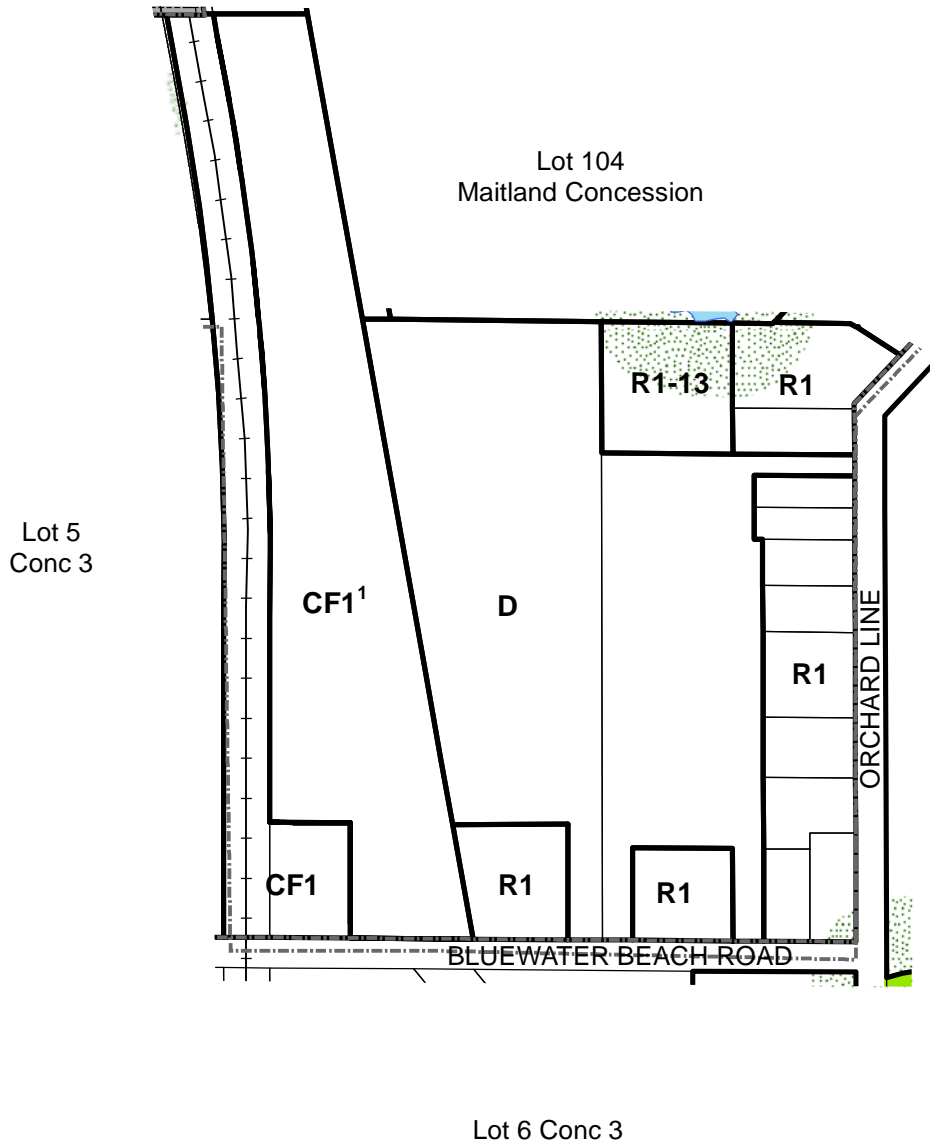 Lot 104
Maitland Concession
R1-13
R1
Lot 5
Conc 3
CF1¹
D
R1
ORCHARD LINE
CF1
R1
R1
BLUEWATER BEACH ROAD
Lot 6 Conc 3